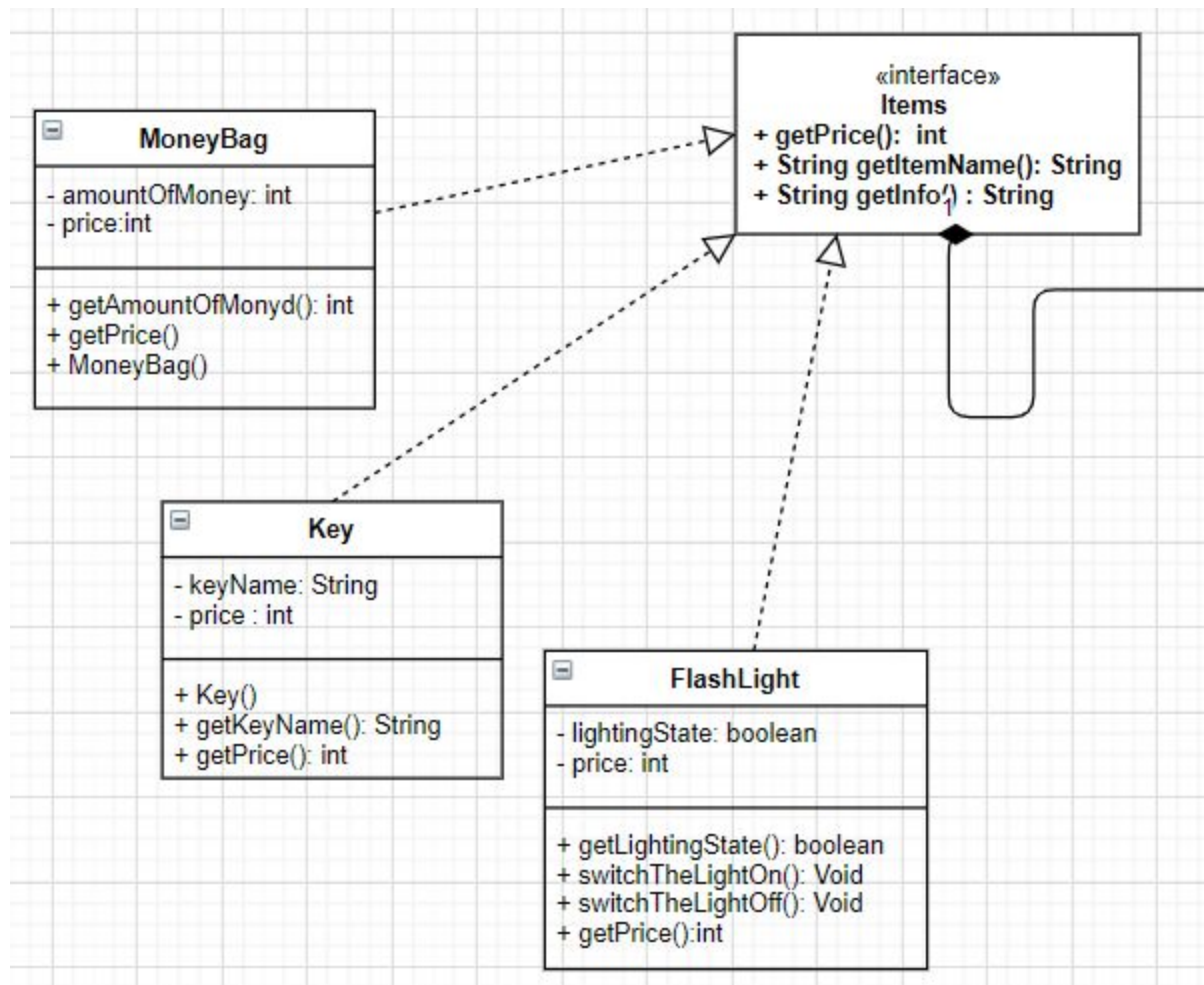 «interface»
Items
+ getPrice(): int
+ String getItemName(): String
+ String getInfo() : String
1
MoneyBag
- amountOfMoney: int
- price:int
+ getAmountOfMonyd(): int
+ getPrice()
+ MoneyBag()
Key
- keyName: String
- price : int
+ Key()
+ getKeyName(): String
+ getPrice(): int
FlashLight
- lightingState: boolean
- price: int
+ getLightingState(): boolean
+ switchTheLightOn(): Void
+ switchTheLightOff(): Void
+ getPrice():int